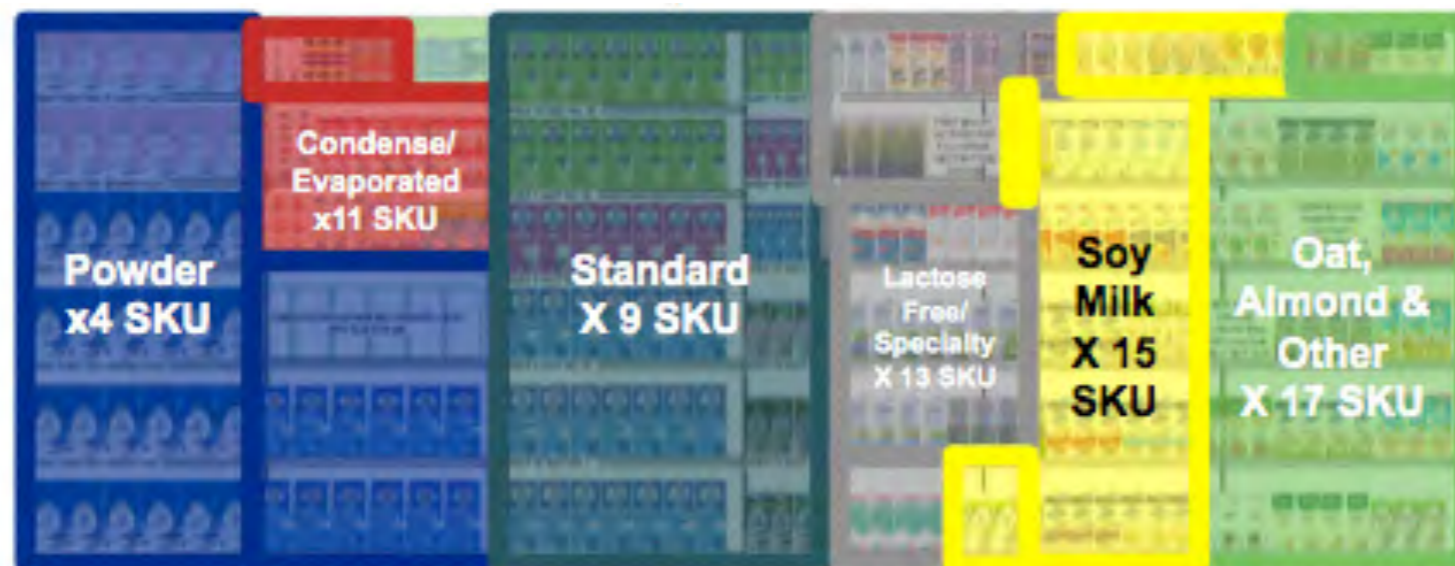 Powder
x4 SKU
Condense/
Evaporated
x11 SKU
Standard
X 9 SKU
Lactose
Free/
Specialty
X 13 SKU
Soy
Milk
X 15
SKU
Oat,
Almond &
Other
X 17 SKU